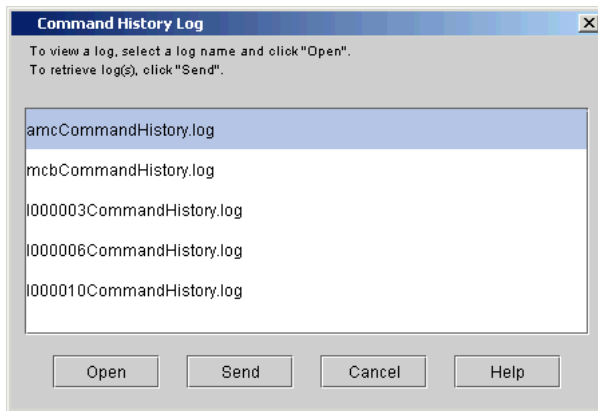 Command History Log
To view a log, select a log name and click "Open".
To retrieve log(s), click "Send".
amcCommandHistory.log
mcbCommandHistory.log
l000003CommandHistory.log
l000006CommandHistory.log
l000010CommandHistory.log
Open Send Cancel Help